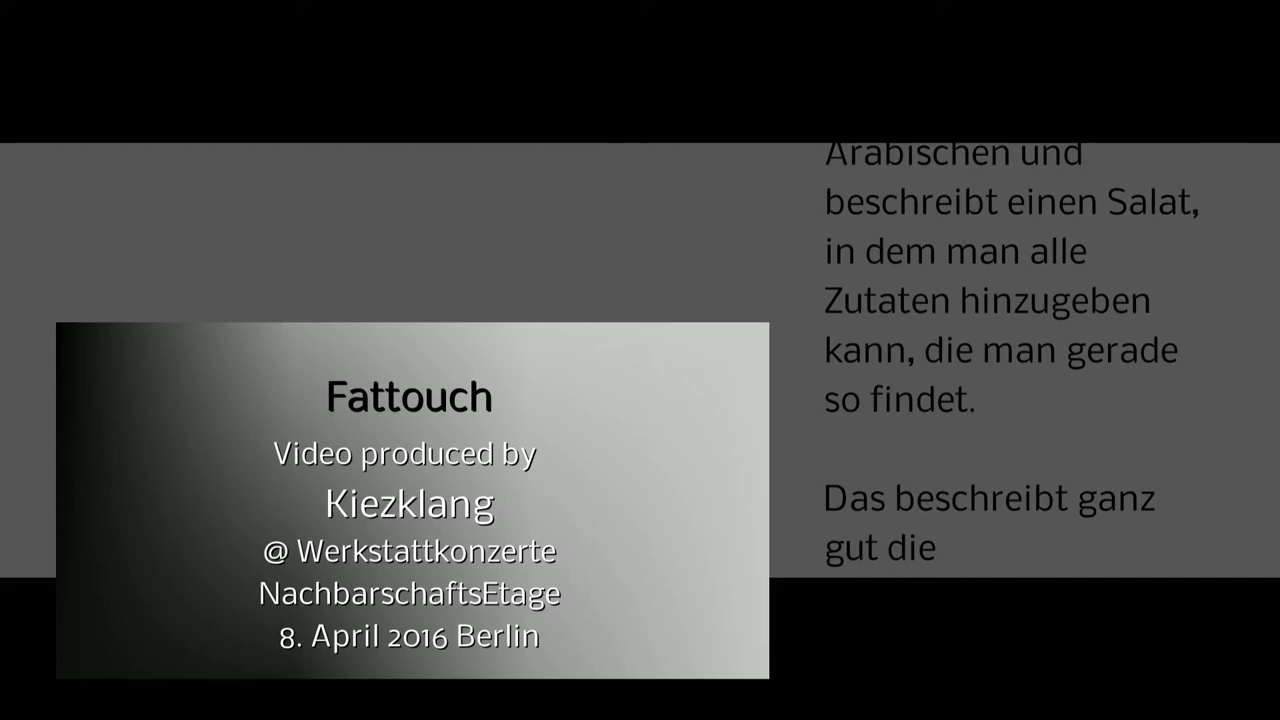 Arabischen und
beschreibt einen Salat,
in dem man alle
Zutaten hinzugeben
kann, die man gerade
so findet.
Das beschreibt ganz
gut die
Fattouch
Video produced by
Kiezklang
@ Werkstattkonzerte
NachbarschaftsEtage
8. April 2016 Berlin